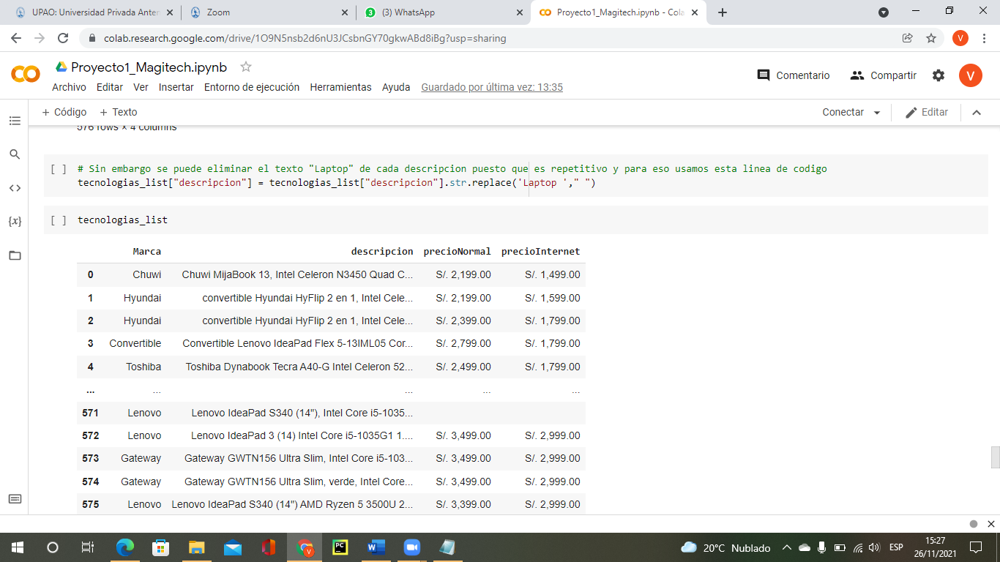 UPAO: Universidad Privada Anter
Zoom
(3) WhatsApp
Proyecto1_Magitech.ipynb - Cola
colab.research.google.com/drive/1O9N5nsb2d6nU3JCsbnGY70gkwABd8iBg?usp=sharing
V
Proyecto1_Magitech.ipynb
Comentario
Compartir
V
Archivo Editar Ver Insertar Entorno de ejecución Herramientas Ayuda Guardado por última vez: 13:35
+ Código + Texto
Conectar
Editar
576 rows × 4 columns
[ ] # Sin embargo se puede eliminar el texto "Laptop" de cada descripcion puesto que es repetitivo y para eso usamos esta linea de codigo
tecnologias_list["descripcion"] = tecnologias_list["descripcion"].str.replace('Laptop '," ")
[ ] tecnologias_list
Marca descripcion precioNormal precioInternet
0 Chuwi Chuwi MijaBook 13, Intel Celeron N3450 Quad C... S/. 2,199.00 S/. 1,499.00
1 Hyundai convertible Hyundai HyFlip 2 en 1, Intel Cele... S/. 2,199.00 S/. 1,599.00
2 Hyundai convertible Hyundai HyFlip 2 en 1, Intel Cele... S/. 2,399.00 S/. 1,799.00
3 Convertible Convertible Lenovo IdeaPad Flex 5-13IML05 Cor... S/. 2,799.00 S/. 1,799.00
4 Toshiba Toshiba Dynabook Tecra A40-G Intel Celeron 52... S/. 2,499.00 S/. 1,799.00
... ... ... ... ...
571 Lenovo Lenovo IdeaPad S340 (14"), Intel Core i5-1035...
572 Lenovo Lenovo IdeaPad 3 (14) Intel Core i5-1035G1 1.... S/. 3,499.00 S/. 2,999.00
573 Gateway Gateway GWTN156 Ultra Slim, Intel Core i5-103... S/. 3,499.00 S/. 2,999.00
574 Gateway Gateway GWTN156 Ultra Slim, verde, Intel Core... S/. 3,499.00 S/. 2,999.00
575 Lenovo Lenovo IdeaPad S340 (14") AMD Ryzen 5 3500U 2... S/. 3,399.00 S/. 2,999.00
20°C Nublado
ESP
15:27
26/11/2021